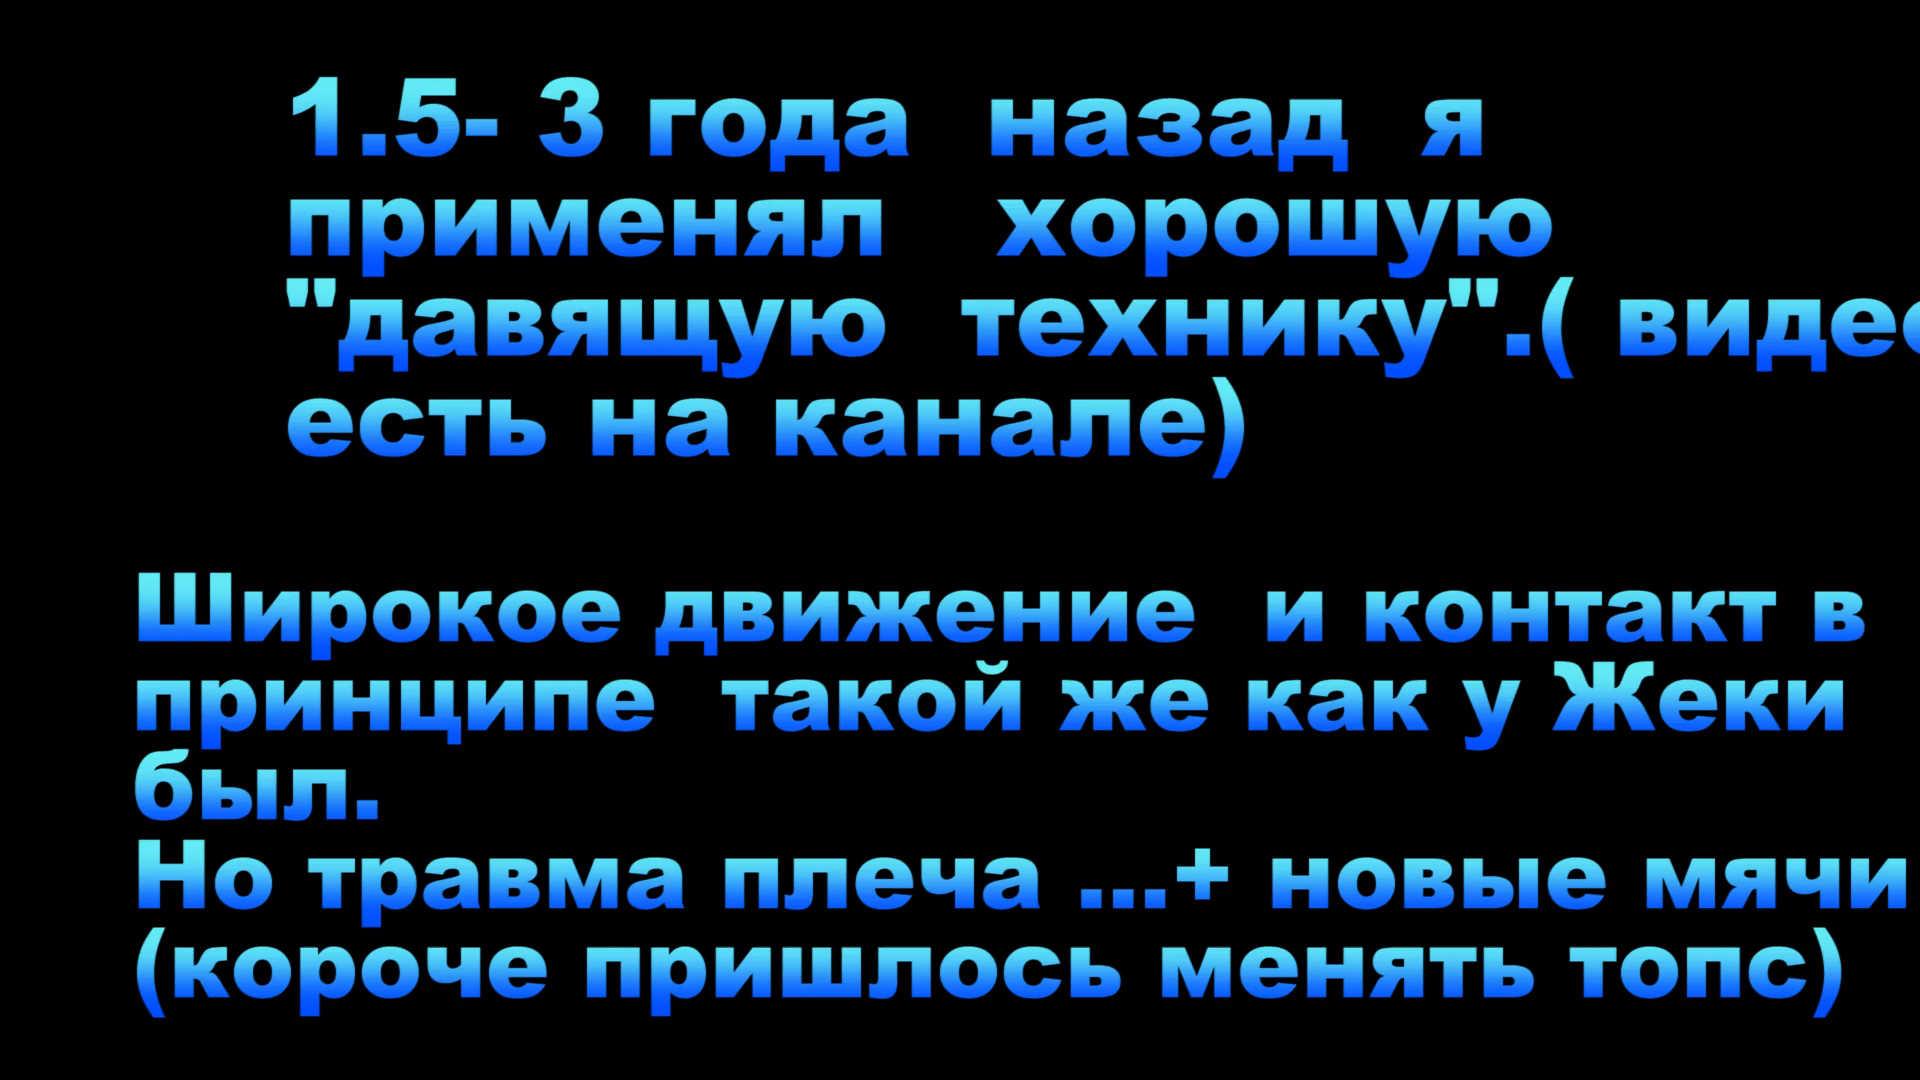 1.5- 3 года назад я
применял хорошую
"давящую технику".( видео
есть на канале)
Широкое движение и контакт в
принципе такой же как у Жеки
был.
Но травма плеча ...+ новые мячи
(короче пришлось менять топс)